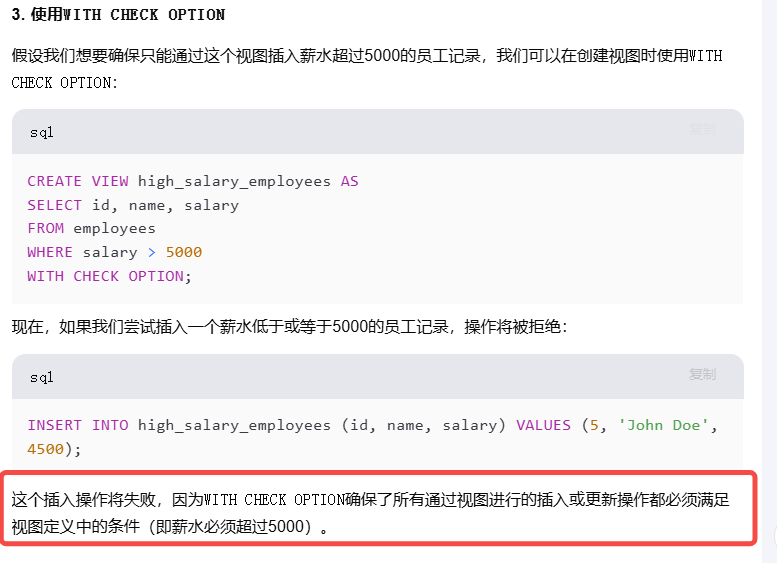 3. 使用WITH CHECK OPTION
假设我们想要确保只能通过这个视图插入薪水超过5000的员工记录，我们可以在创建视图时使用WITH
CHECK OPTION：
sql
复制
CREATE VIEW high_salary_employees AS
SELECT id, name, salary
FROM employees
WHERE salary > 5000
WITH CHECK OPTION;
现在，如果我们尝试插入一个薪水低于或等于5000的员工记录，操作将被拒绝：
sql
复制
INSERT INTO high_salary_employees (id, name, salary) VALUES (5, 'John Doe',
4500);
这个插入操作将失败，因为WITH CHECK OPTION确保了所有通过视图进行的插入或更新操作都必须满足
视图定义中的条件（即薪水必须超过5000）。